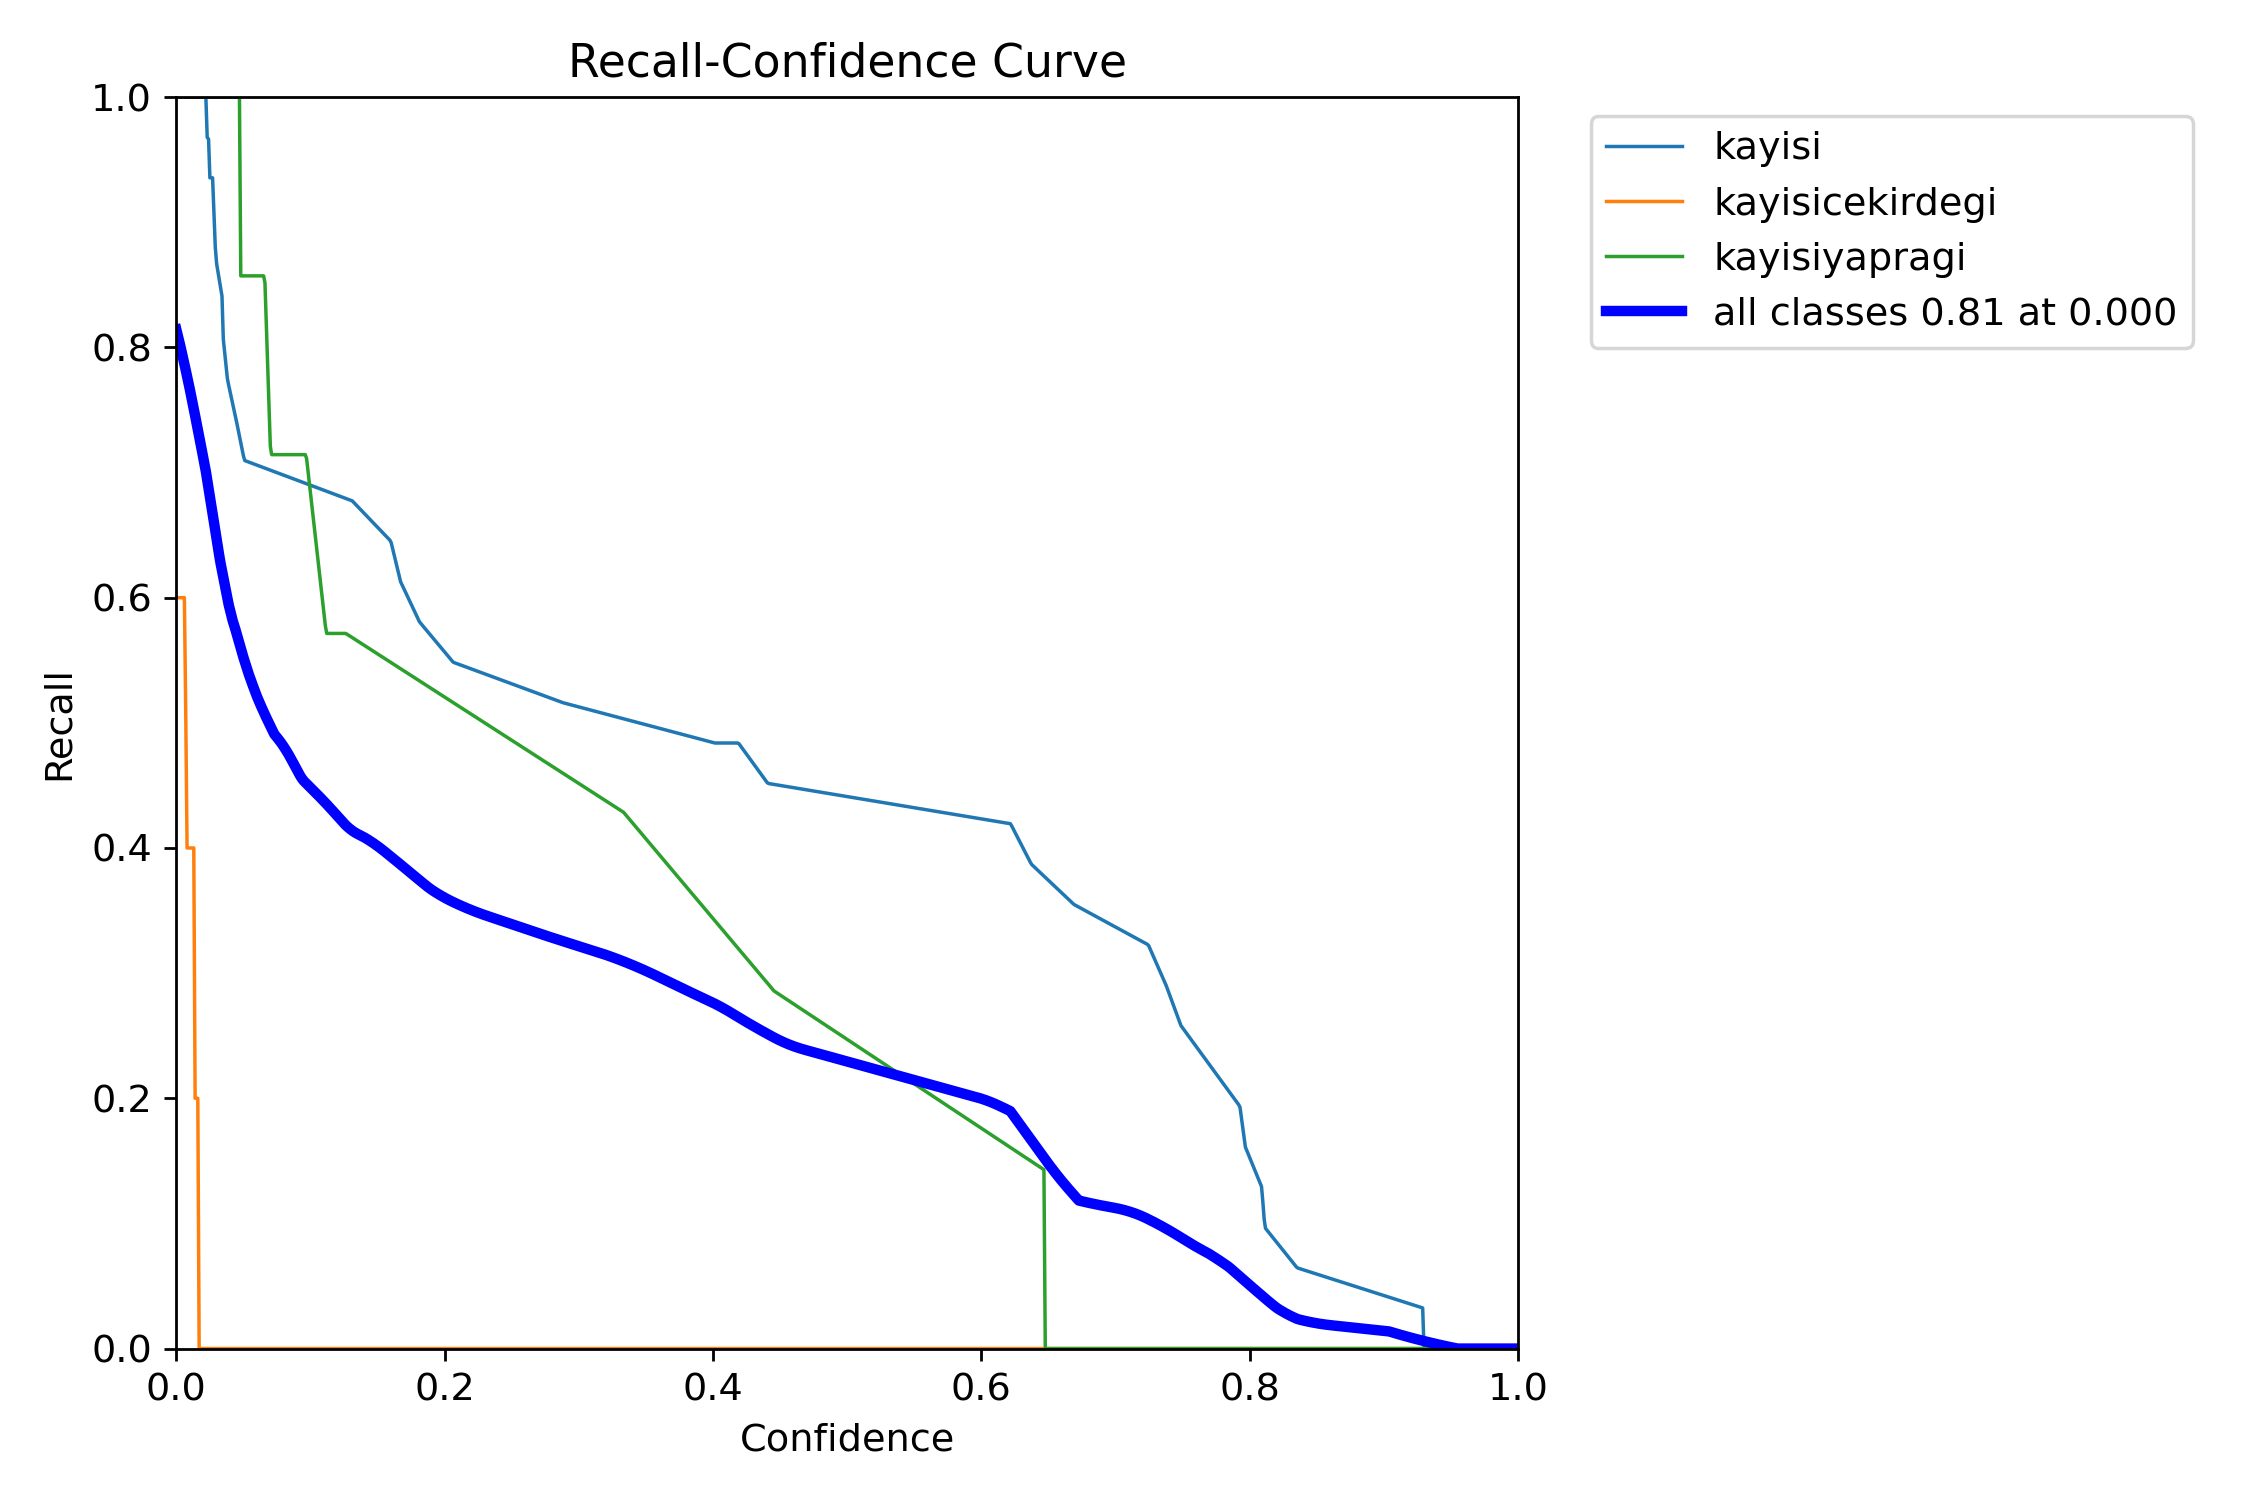 Recall-Confidence Curve
1.0
0.8
0.6
0.4
0.2
0.0
Recall
0.0 0.2 0.4 0.6 0.8 1.0
Confidence
kayisi
kayisicekirdegi
kayisiyapragi
all classes 0.81 at 0.000